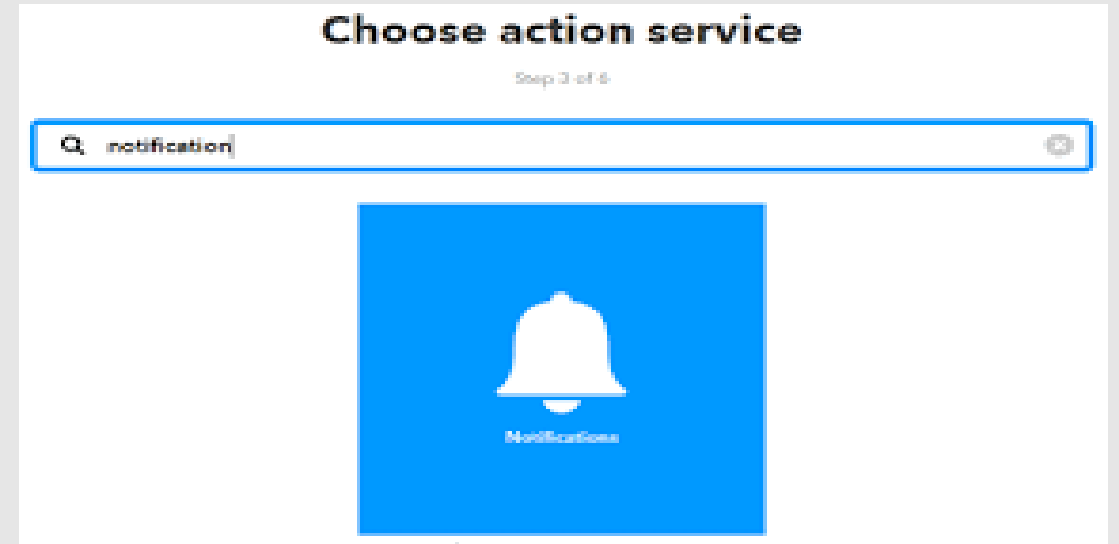 Choose action service
Step 3 of 6
notification
Notifications